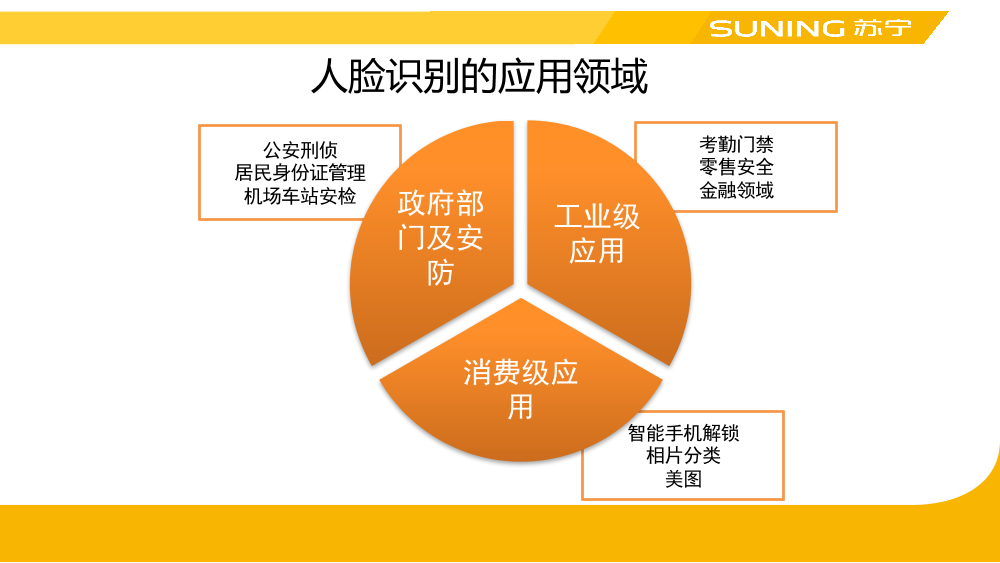 SUNING 苏宁
人脸识别的应用领域
公安刑侦
居民身份证管理
机场车站安检
政府部
门及安
防
工业级
应用
考勤门禁
零售安全
金融领域
消费级应
用
智能手机解锁
相片分类
美图